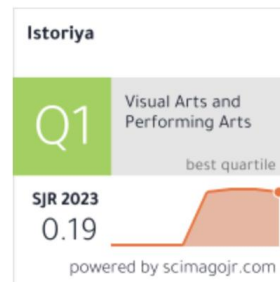 Istoriya
Q1
Visual Arts and
Performing Arts
best quartile
SJR 2023
0.19
powered by scimagojr.com